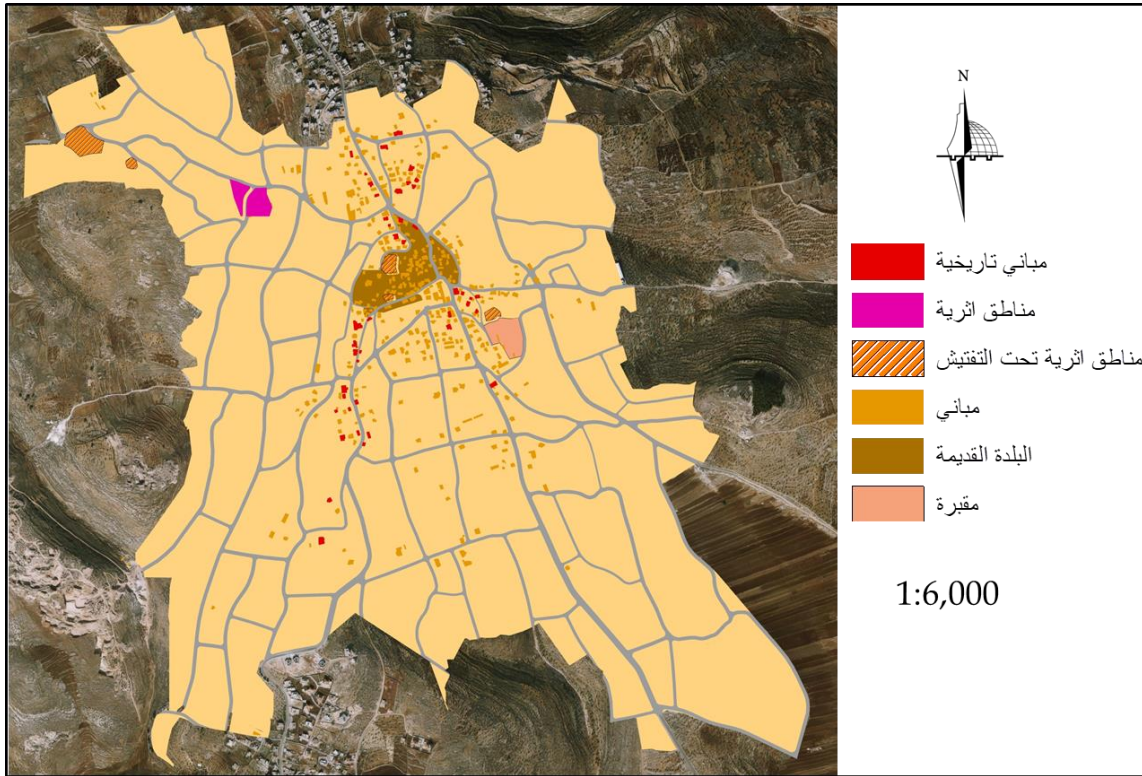 N
مباني تاريخية
مناطق اثرية
مناطق اثرية تحت التفتيش
مباني
البلدة القديمة
مقبرة
1:6,000